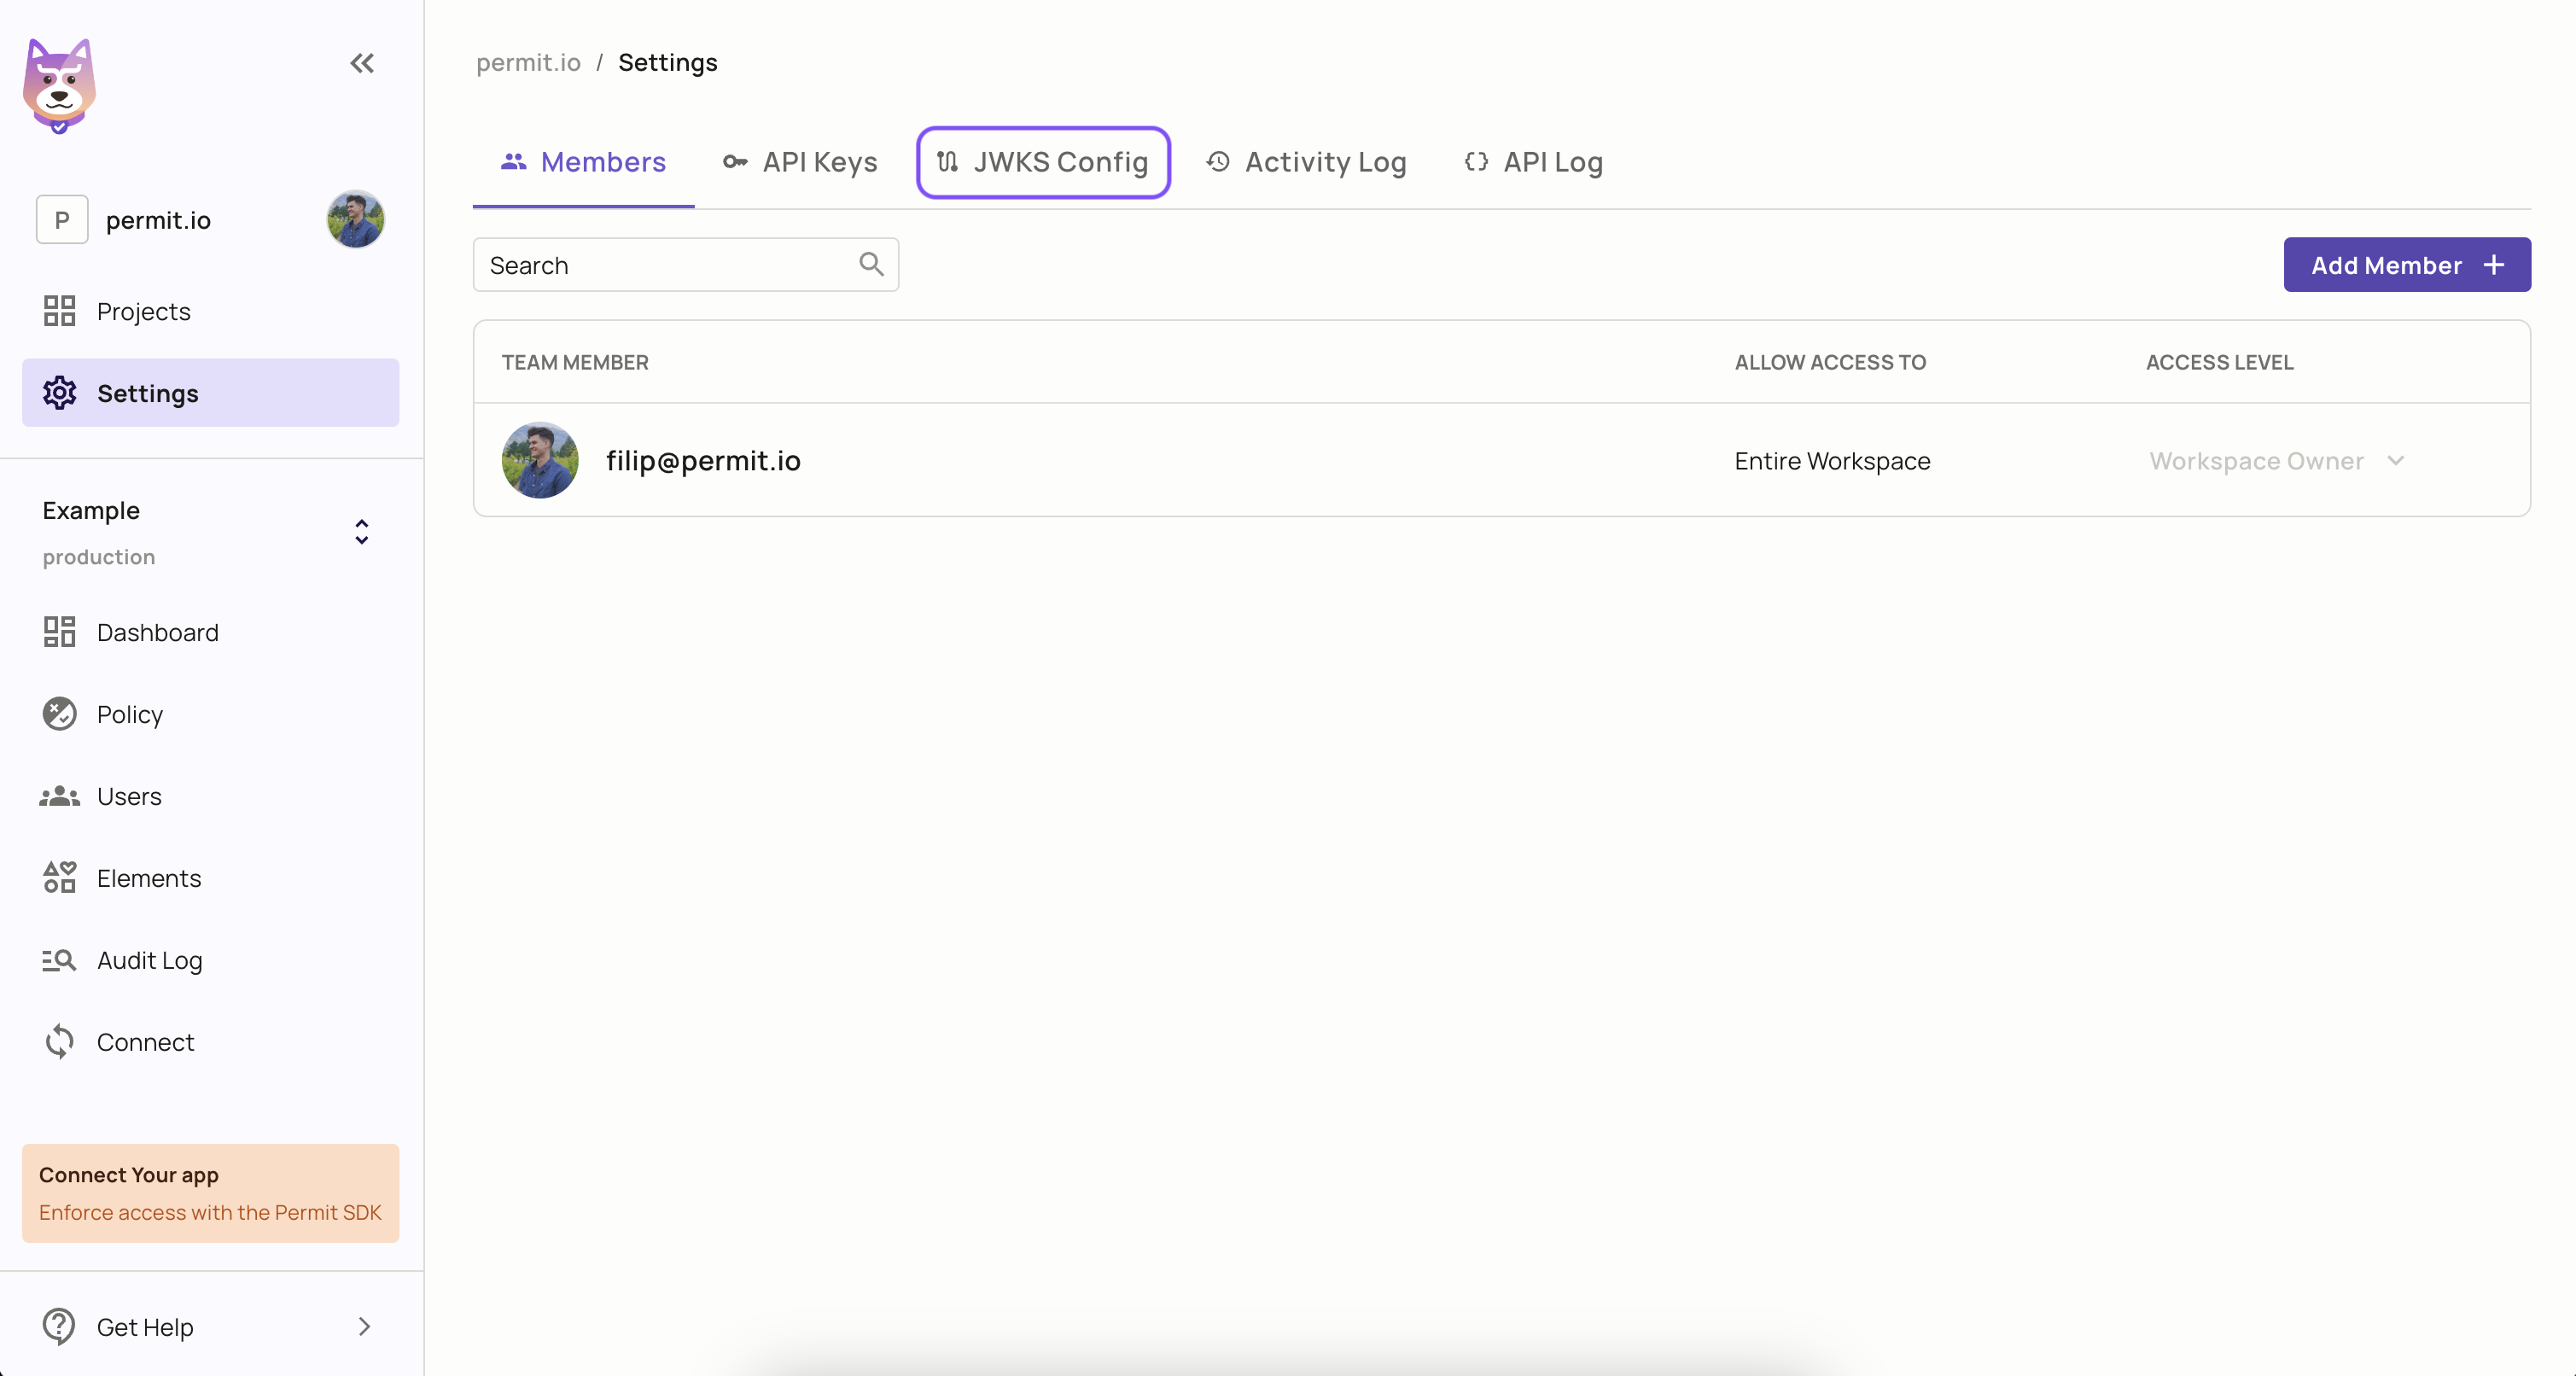 P permit.io
Projects
Settings
Example
production
Dashboard
Policy
Users
Elements
Audit Log
Connect
Connect Your app
Enforce access with the Permit SDK
Get Help
permit.io / Settings
Members API Keys JWKS Config Activity Log API Log
Search
Add Member
TEAM MEMBER ALLOW ACCESS TO ACCESS LEVEL
filip@permit.io Entire Workspace Workspace Owner